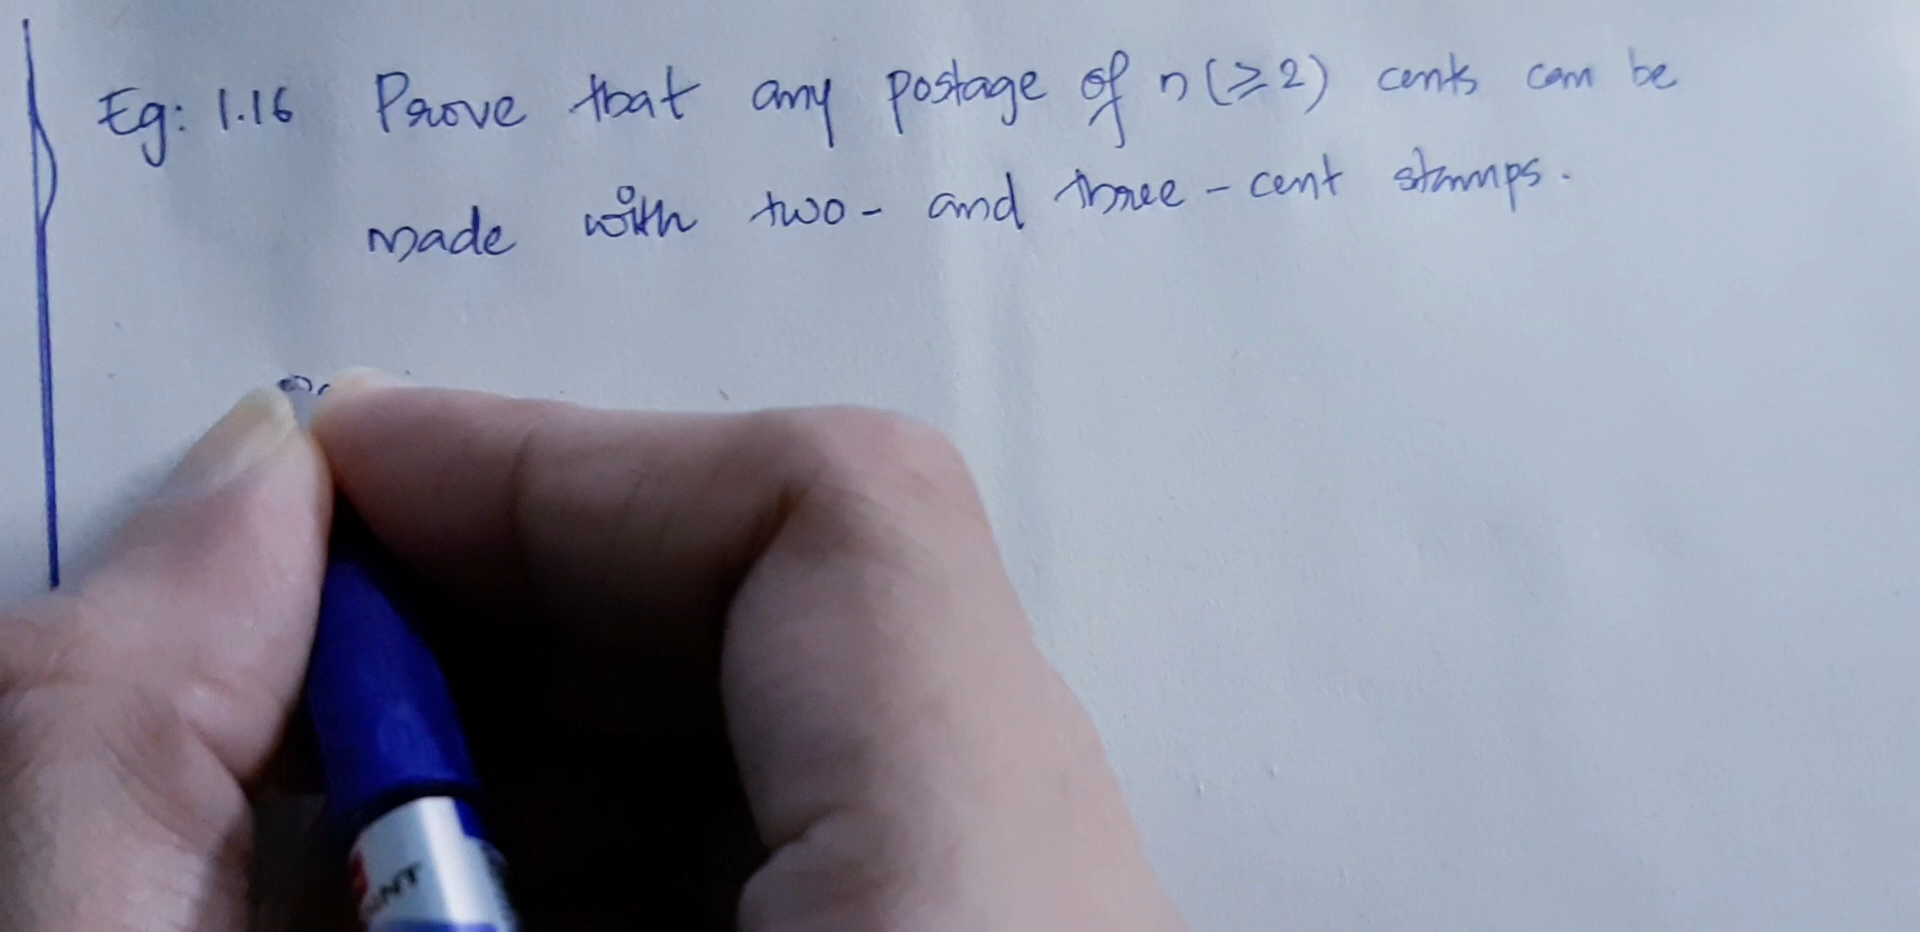 Eg: 1.16 Prove that any postage of n (≥2) cents can be
made with two- and three-cent stamps.